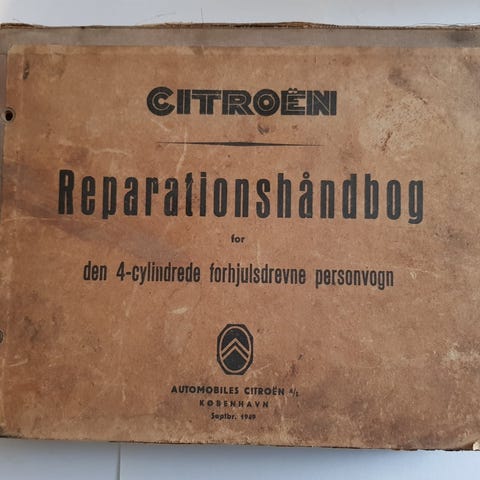 CITROËN
Reparationshåndbog
for
den 4-cylindrede forhjulsdrevne personvogn
AUTOMOBILES CITROËN A/S
KØBENHAVN
Septbr. 1949